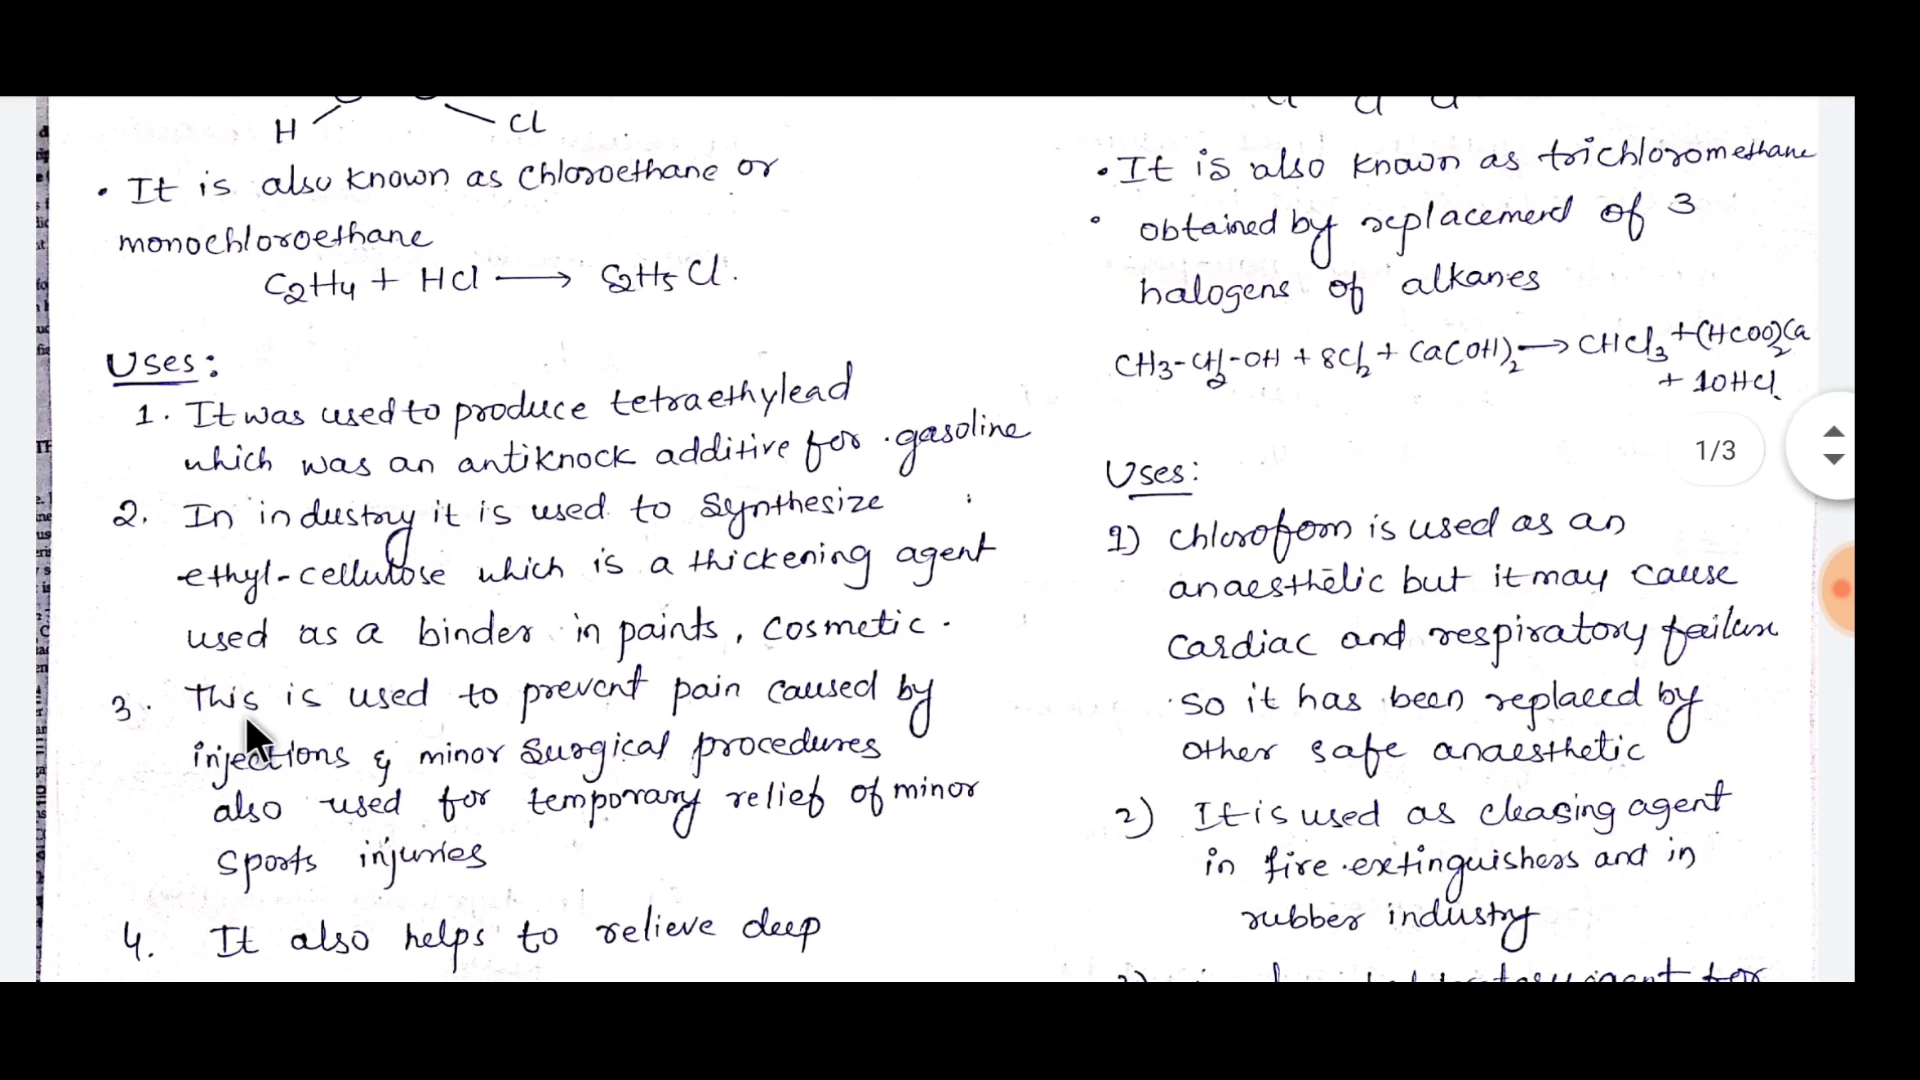 H Cl
• It is also known as chloroethane or
monochloroethane
C2H4 + HCl ⟶ C2H5Cl.
Uses:
1. It was used to produce tetraethylead
which was an antiknock additive for gasoline
2. In industry it is used to synthesize
ethyl-cellulose which is a thickening agent
used as a binder in paints, cosmetic.
3. This is used to prevent pain caused by
injections & minor surgical procedures
also used for temporary relief of minor
sports injuries
4. It also helps to relieve deep
Cl Cl Cl
• It is also known as trichloromethane
• obtained by replacement of 3
halogens of alkanes
CH3-CH2-OH + 8Cl2 + Ca(OH)2 ⟶ CHCl3 + (HCOO)2Ca
+ 10HCl
1/3
Uses:
1) chloroform is used as an
anaesthetic but it may cause
cardiac and respiratory failure
so it has been replaced by
other safe anaesthetic
2) It is used as cleasing agent
in fire extinguishers and in
rubber industry
agent for